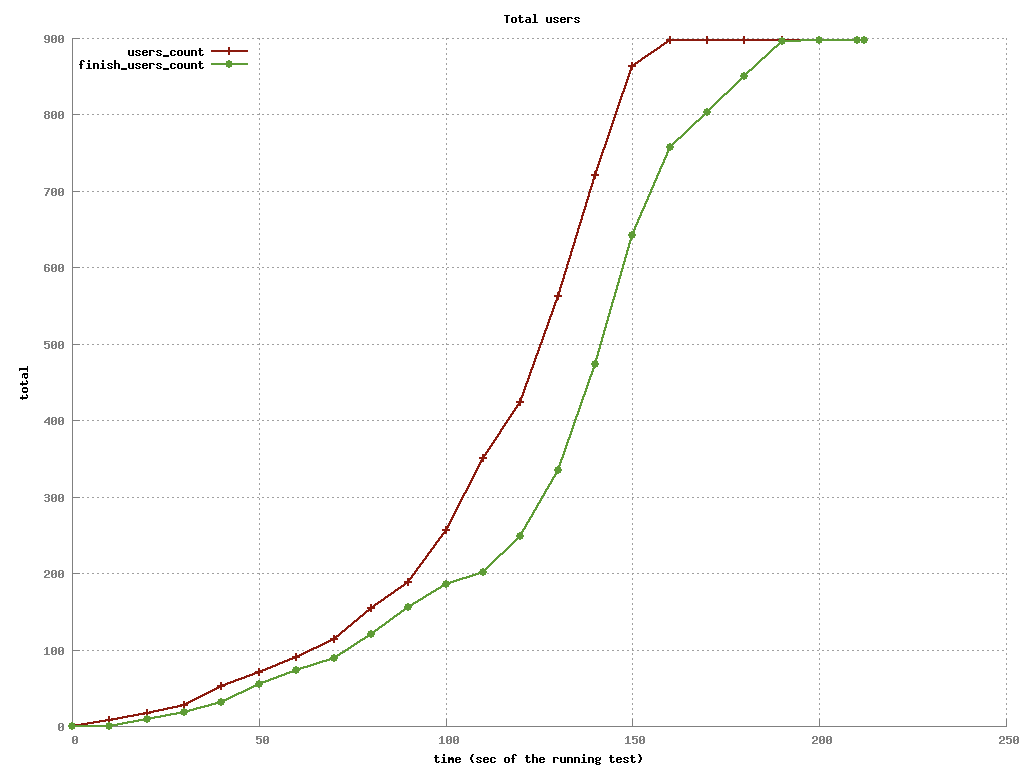 Total users
900
users_count
finish_users_count
800
700
600
500
total
400
300
200
100
0
0 50 100 150 200 250
time (sec of the running test)